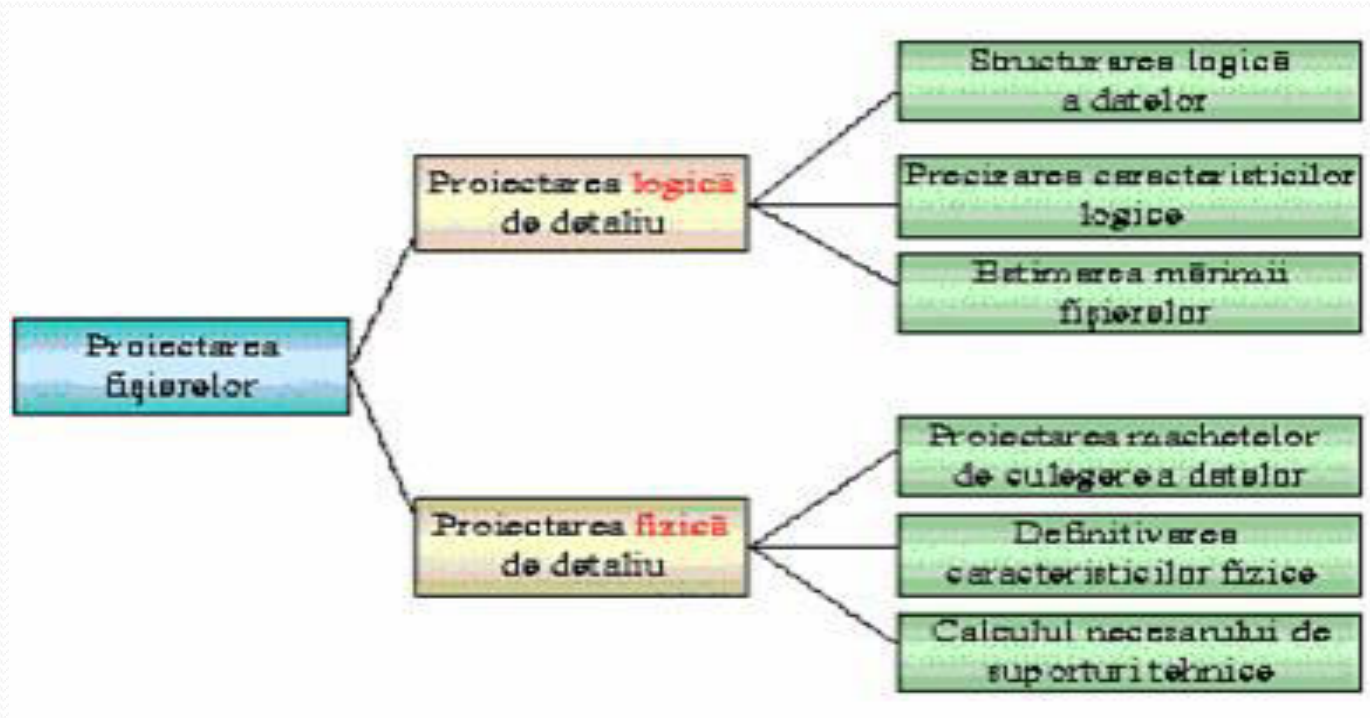 Proiectarea
fişierelor
Proiectarea logică
de detaliu
Structurarea logică
a datelor
Precizarea caracteristicilor
logice
Estimarea mărimii
fişierelor
Proiectarea fizică
de detaliu
Proiectarea machetelor
de culegere a datelor
Definitivarea
caracteristicilor fizice
Calculul necesarului de
suporturi tehnice